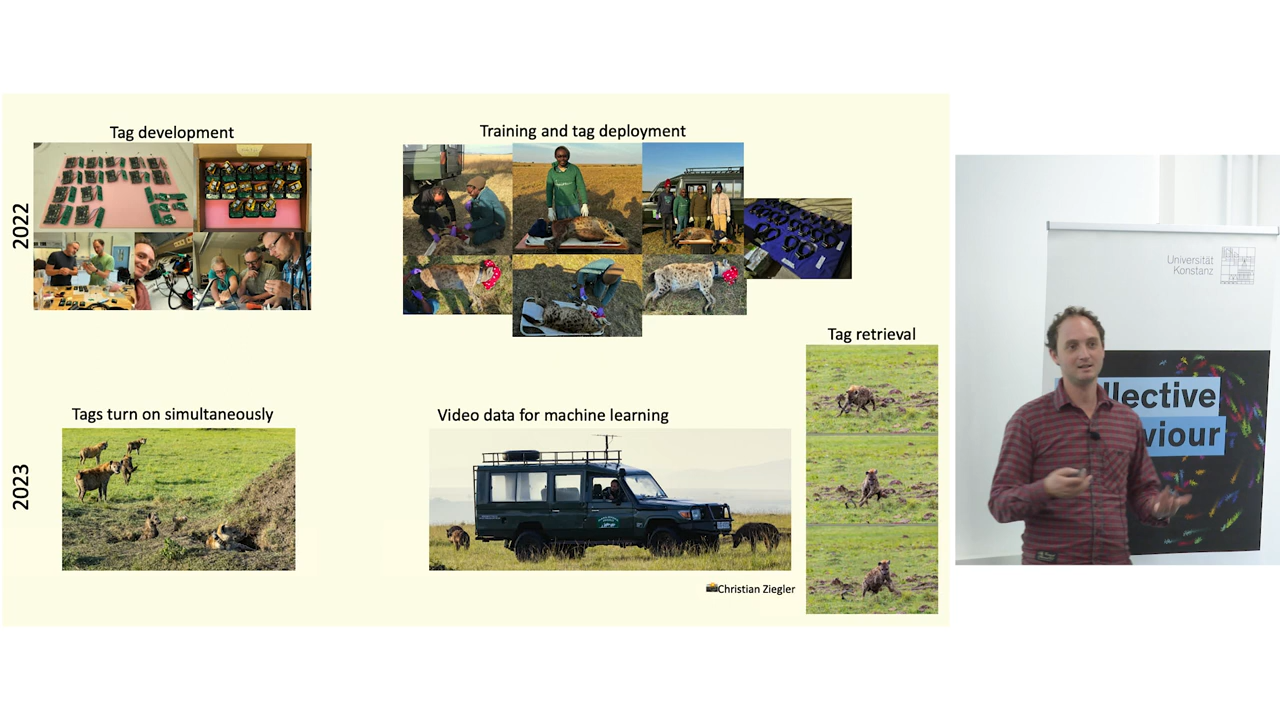 Tag development
Training and tag deployment
2022
Tag retrieval
Tags turn on simultaneously
Video data for machine learning
2023
Christian Ziegler
Universität
Konstanz
llective
viour